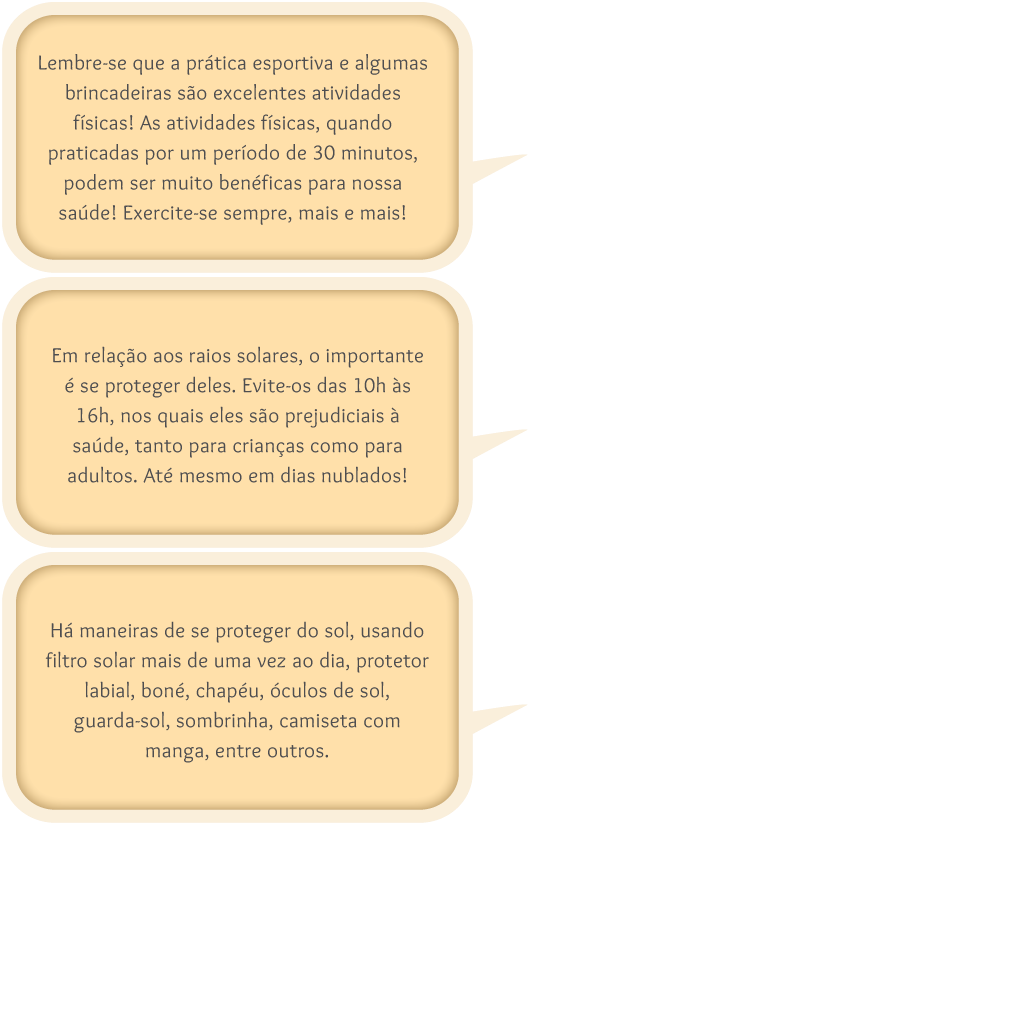 Lembre-se que a prática esportiva e algumas
brincadeiras são excelentes atividades
físicas! As atividades físicas, quando
praticadas por um período de 30 minutos,
podem ser muito benéficas para nossa
saúde! Exercite-se sempre, mais e mais!
Em relação aos raios solares, o importante
é se proteger deles. Evite-os das 10h às
16h, nos quais eles são prejudiciais à
saúde, tanto para crianças como para
adultos. Até mesmo em dias nublados!
Há maneiras de se proteger do sol, usando
filtro solar mais de uma vez ao dia, protetor
labial, boné, chapéu, óculos de sol,
guarda-sol, sombrinha, camiseta com
manga, entre outros.